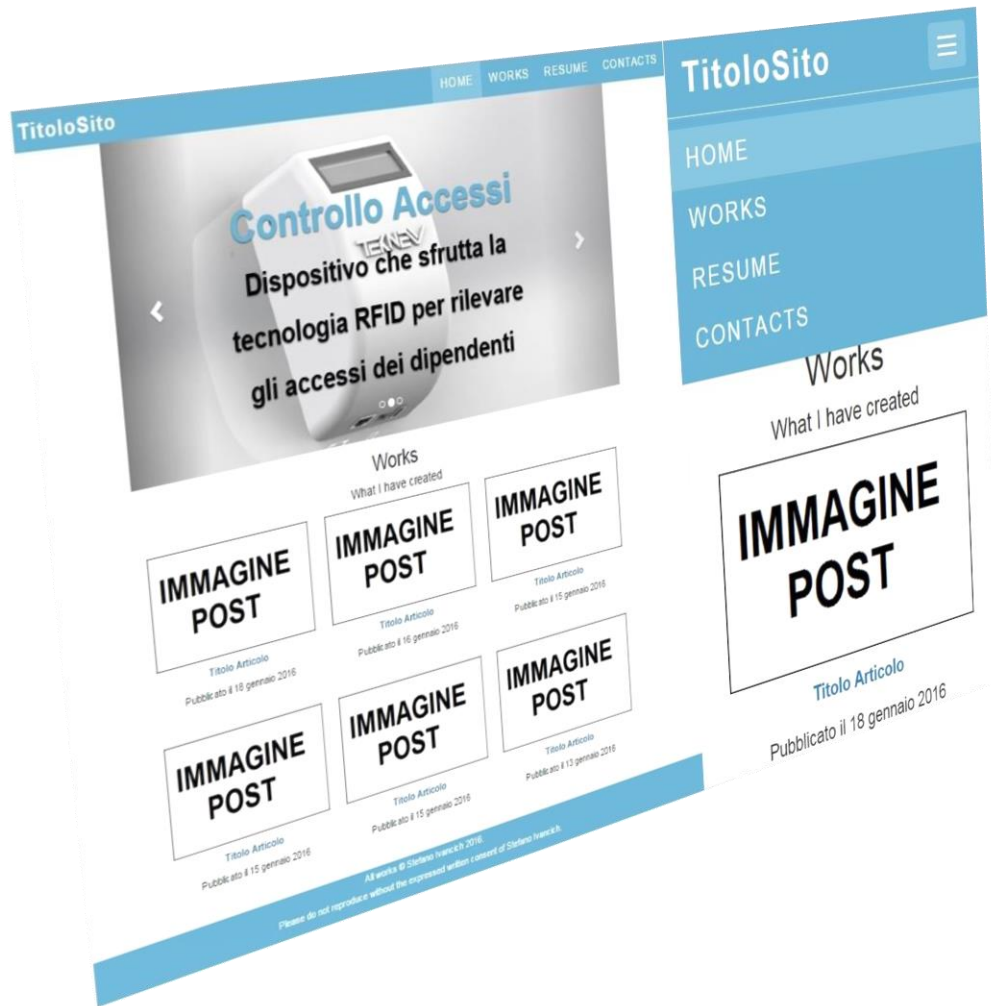 TitoloSito
HOME WORKS RESUME CONTACTS
Controllo Accessi
TEKNEV
Dispositivo che sfrutta la
tecnologia RFID per rilevare
gli accessi dei dipendenti
Works
What I have created
IMMAGINE
POST
Titolo Articolo
Pubblicato il 18 gennaio 2016
IMMAGINE
POST
Titolo Articolo
Pubblicato il 16 gennaio 2016
IMMAGINE
POST
Titolo Articolo
Pubblicato il 15 gennaio 2016
IMMAGINE
POST
Titolo Articolo
Pubblicato il 15 gennaio 2016
IMMAGINE
POST
Titolo Articolo
Pubblicato il 15 gennaio 2016
IMMAGINE
POST
Titolo Articolo
Pubblicato il 13 gennaio 2016
All works © Stefano Ivancich 2016.
Please do not reproduce without the expressed written consent of Stefano Ivancich.
TitoloSito
HOME
WORKS
RESUME
CONTACTS
Works
What I have created
IMMAGINE
POST
Titolo Articolo
Pubblicato il 18 gennaio 2016